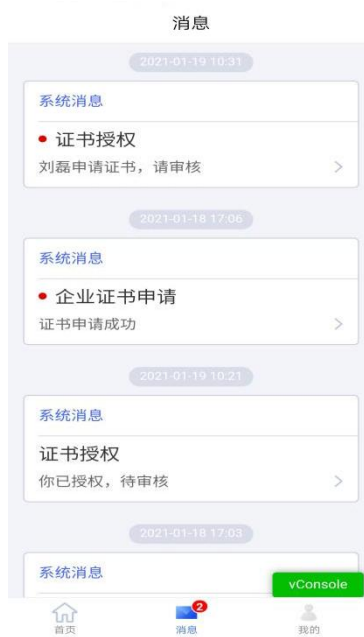 消息
2021-01-19 10:31
系统消息
证书授权
刘磊申请证书，请审核
2021-01-18 17:06
系统消息
企业证书申请
证书申请成功
2021-01-19 10:21
系统消息
证书授权
你已授权，待审核
2021-01-18 17:03
系统消息
vConsole
2
首页
消息
我的